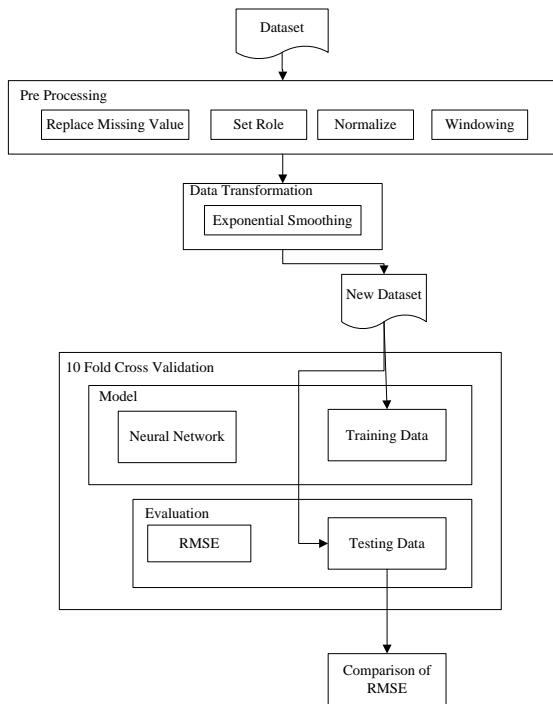 Dataset
Pre Processing
Replace Missing Value
Set Role
Normalize
Windowing
Data Transformation
Exponential Smoothing
New Dataset
10 Fold Cross Validation
Model
Neural Network
Training Data
Evaluation
RMSE
Testing Data
Comparison of
RMSE